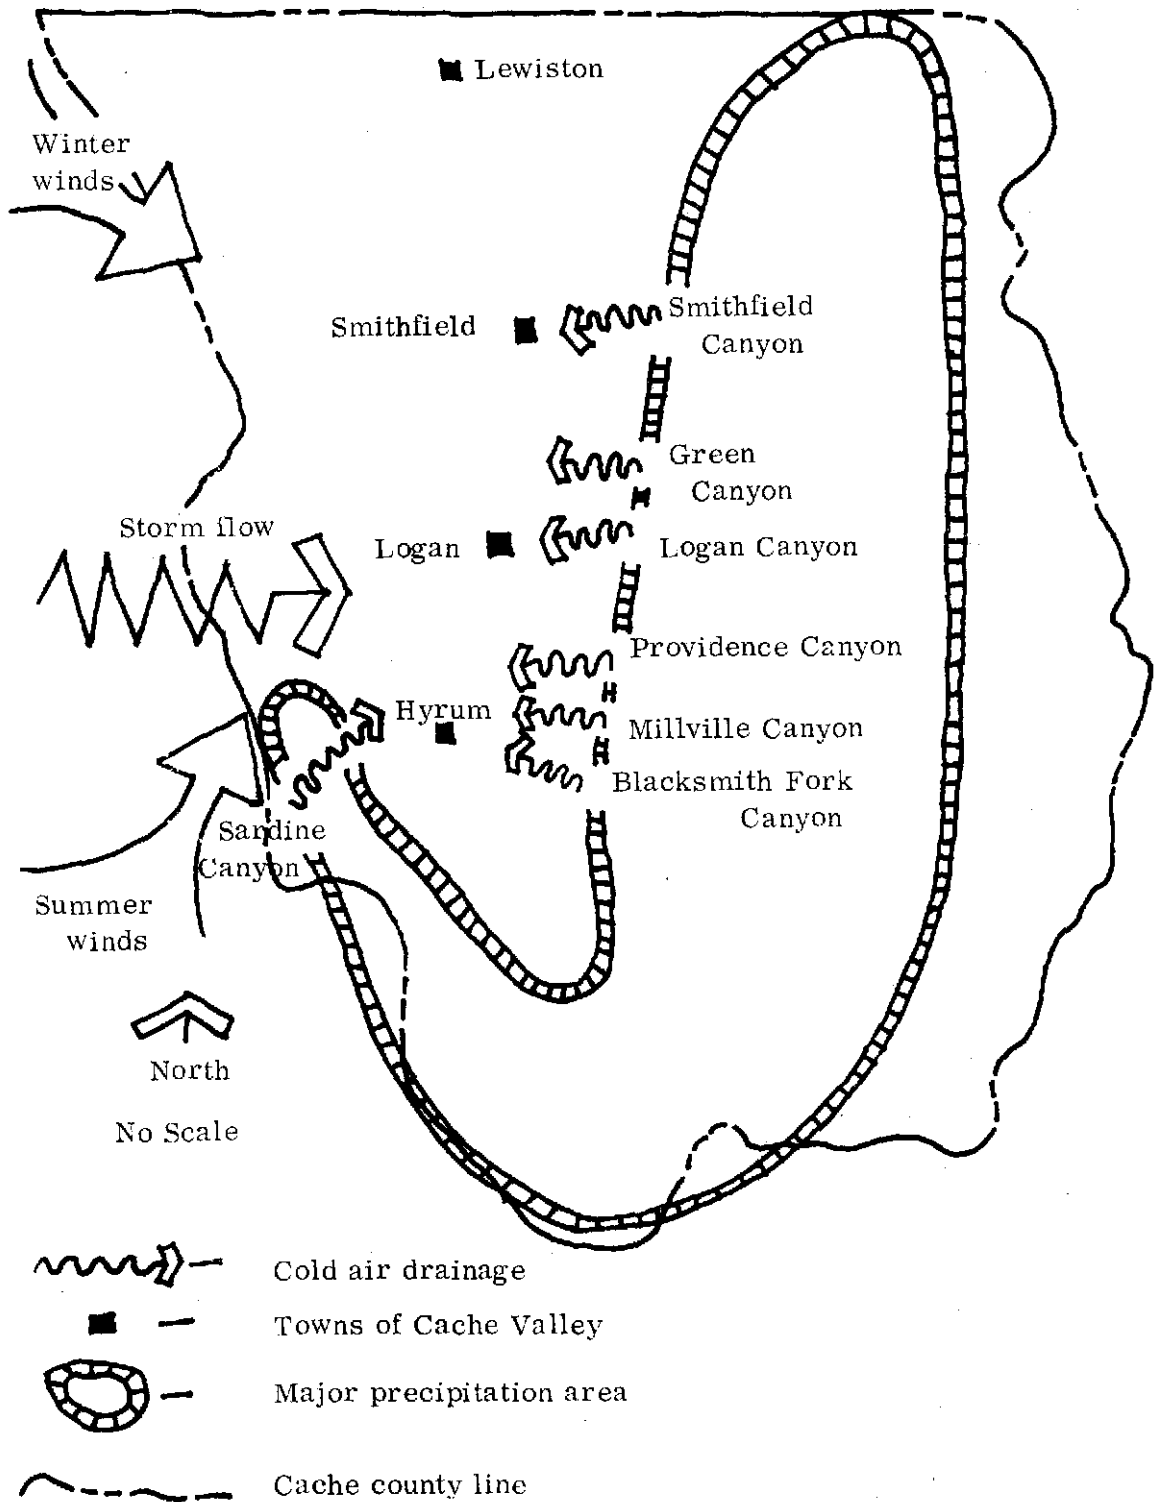 Lewiston
Winter
winds
Smithfield
Smithfield
Canyon
Green
Canyon
Storm flow
Logan
Logan Canyon
Providence Canyon
Hyrum
Millville Canyon
Blacksmith Fork
Canyon
Sardine
Canyon
Summer
winds
North
No Scale
Cold air drainage
Towns of Cache Valley
Major precipitation area
Cache county line